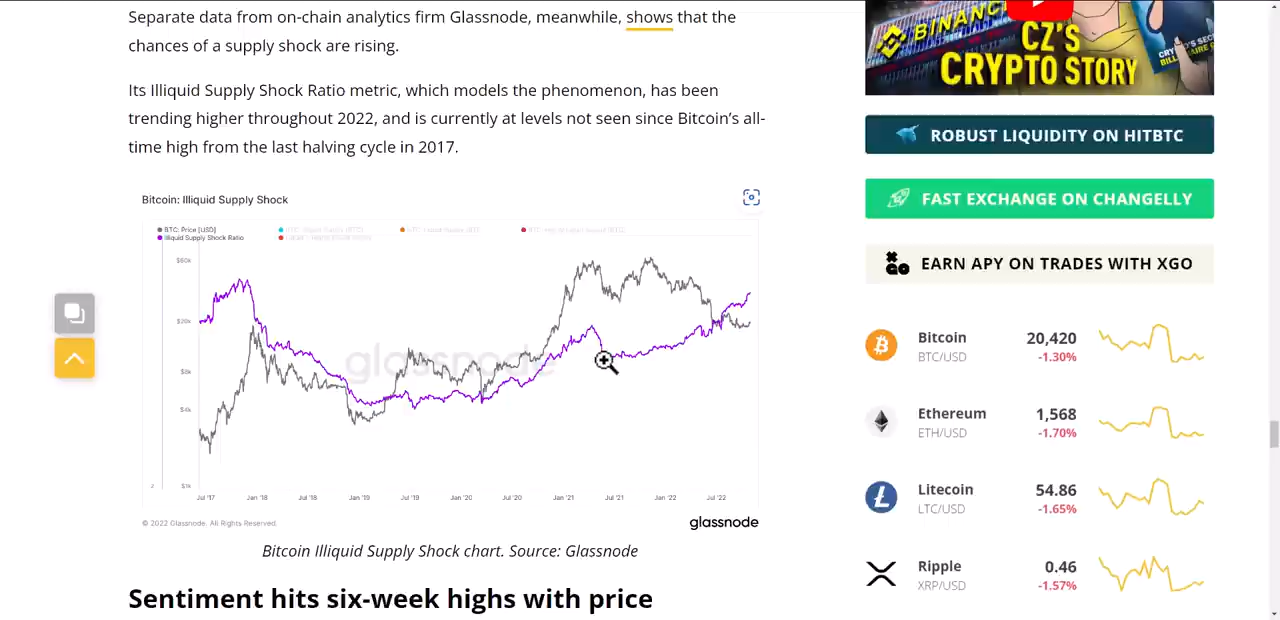 Separate data from on-chain analytics firm Glassnode, meanwhile, shows that the
chances of a supply shock are rising.
Its Illiquid Supply Shock Ratio metric, which models the phenomenon, has been
trending higher throughout 2022, and is currently at levels not seen since Bitcoin’s all-
time high from the last halving cycle in 2017.
Bitcoin: Illiquid Supply Shock
BTC: Price [USD]
Illiquid Supply Shock Ratio
$60k
$20k
$8k
$4k
$1k
2
glassnode
Jul '17 Jan '18 Jul '18 Jan '19 Jul '19 Jan '20 Jul '20 Jan '21 Jul '21 Jan '22 Jul '22
© 2022 Glassnode. All Rights Reserved.
glassnode
Bitcoin Illiquid Supply Shock chart. Source: Glassnode
Sentiment hits six-week highs with price
BINANCE
CZ'S
CRYPTO STORY
ROBUST LIQUIDITY ON HITBTC
FAST EXCHANGE ON CHANGELLY
EARN APY ON TRADES WITH XGO
Bitcoin 20,420
BTC/USD -1.30%
Ethereum 1,568
ETH/USD -1.70%
Litecoin 54.86
LTC/USD -1.65%
Ripple 0.46
XRP/USD -1.57%